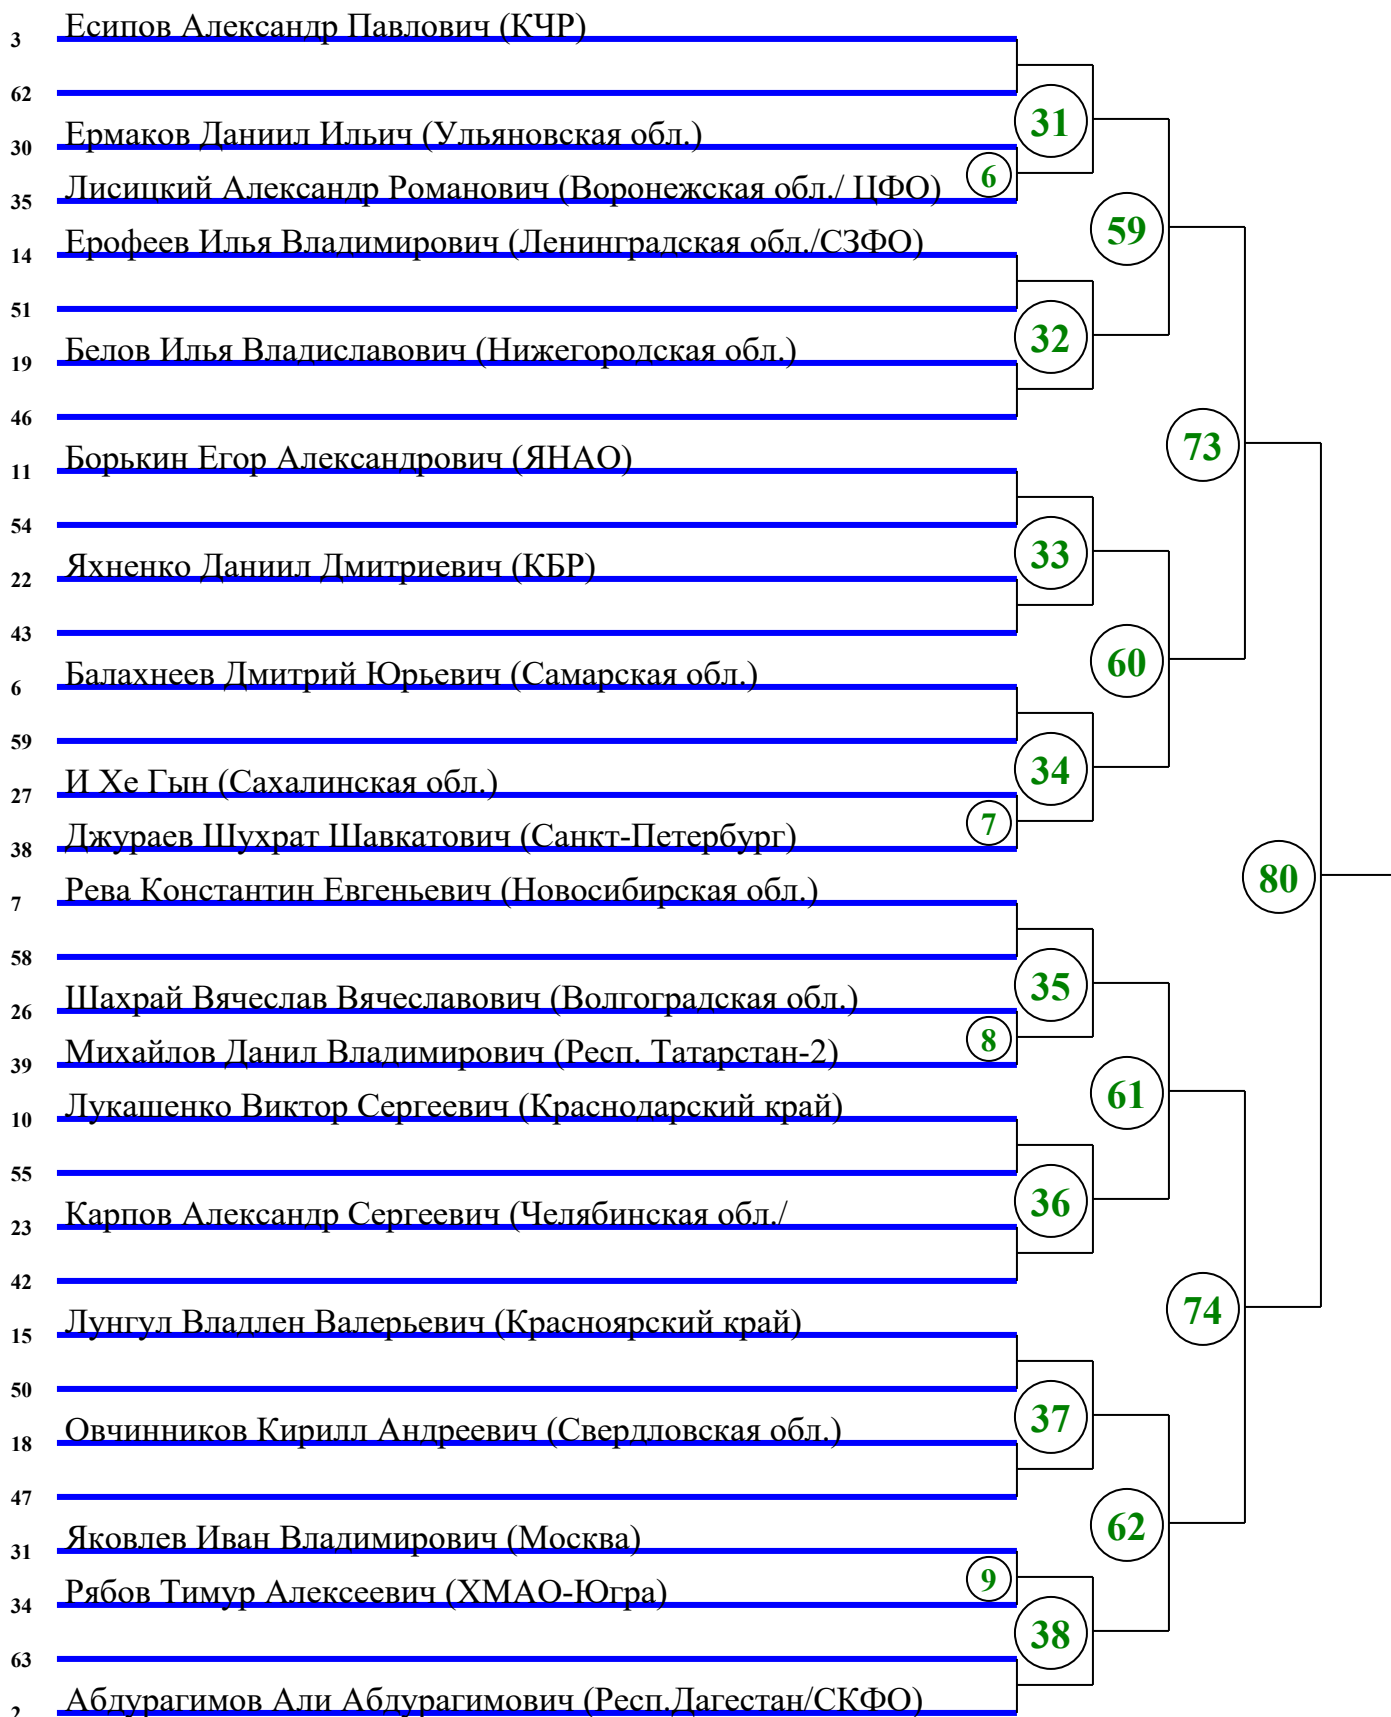 3 Есипов Александр Павлович (КЧР)
62
31
30 Ермаков Даниил Ильич (Ульяновская обл.)
6
35 Лисицкий Александр Романович (Воронежская обл./ ЦФО)
59
14 Ерофеев Илья Владимирович (Ленинградская обл./СЗФО)
51
32
19 Белов Илья Владиславович (Нижегородская обл.)
46
73
11 Борькин Егор Александрович (ЯНАО)
54
33
22 Яхненко Даниил Дмитриевич (КБР)
43
60
6 Балахнеев Дмитрий Юрьевич (Самарская обл.)
59
34
27 И Хе Гын (Сахалинская обл.)
7
38 Джураев Шухрат Шавкатович (Санкт-Петербург)
80
7 Рева Константин Евгеньевич (Новосибирская обл.)
58
35
26 Шахрай Вячеслав Вячеславович (Волгоградская обл.)
8
39 Михайлов Данил Владимирович (Респ. Татарстан-2)
61
10 Лукашенко Виктор Сергеевич (Краснодарский край)
55
36
23 Карпов Александр Сергеевич (Челябинская обл./
42
74
15 Лунгул Владлен Валерьевич (Красноярский край)
50
37
18 Овчинников Кирилл Андреевич (Свердловская обл.)
47
62
31 Яковлев Иван Владимирович (Москва)
9
34 Рябов Тимур Алексеевич (ХМАО-Югра)
38
63
2 Абдурагимов Али Абдурагимович (Респ.Дагестан/СКФО)